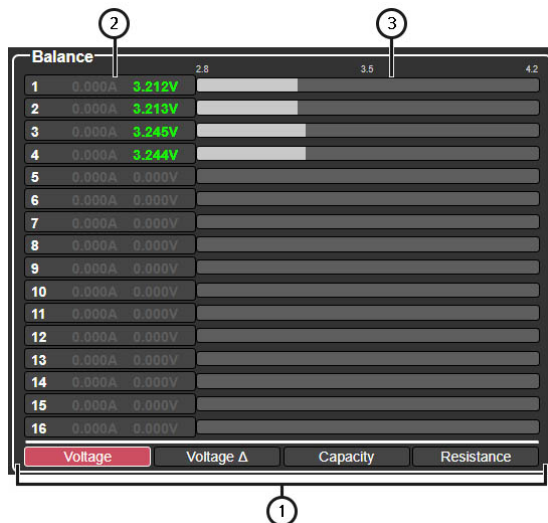 2 3
Balance
2.8 3.5 4.2
1 0.000A 3.212V
2 0.000A 3.213V
3 0.000A 3.245V
4 0.000A 3.244V
5 0.000A 0.000V
6 0.000A 0.000V
7 0.000A 0.000V
8 0.000A 0.000V
9 0.000A 0.000V
10 0.000A 0.000V
11 0.000A 0.000V
12 0.000A 0.000V
13 0.000A 0.000V
14 0.000A 0.000V
15 0.000A 0.000V
16 0.000A 0.000V
Voltage Voltage Δ Capacity Resistance
1